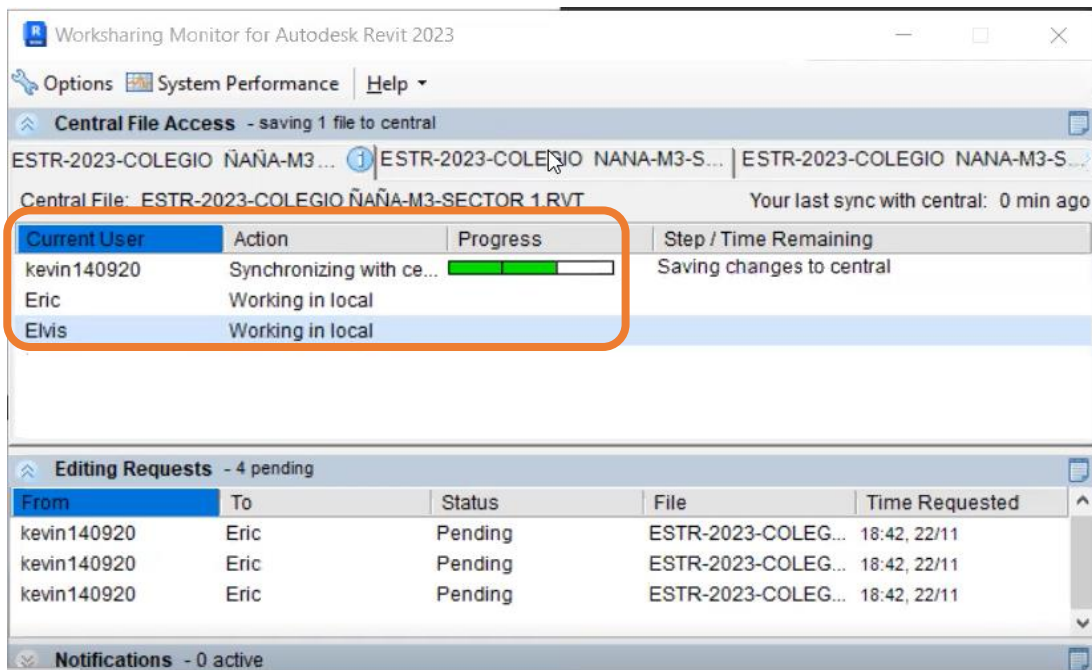 Worksharing Monitor for Autodesk Revit 2023
Options System Performance Help
Central File Access - saving 1 file to central
ESTR-2023-COLEGIO ÑAÑA-M3 ... ESTR-2023-COLEGIO NANA-M3-S... ESTR-2023-COLEGIO NANA-M3-S...
Central File: ESTR-2023-COLEGIO ÑAÑA-M3-SECTOR 1.RVT Your last sync with central: 0 min ago
Current User Action Progress Step / Time Remaining
kevin140920 Synchronizing with ce... Saving changes to central
Eric Working in local
Elvis Working in local
Editing Requests - 4 pending
From To Status File Time Requested
kevin140920 Eric Pending ESTR-2023-COLEG... 18:42, 22/11
kevin140920 Eric Pending ESTR-2023-COLEG... 18:42, 22/11
kevin140920 Eric Pending ESTR-2023-COLEG... 18:42, 22/11
Notifications - 0 active